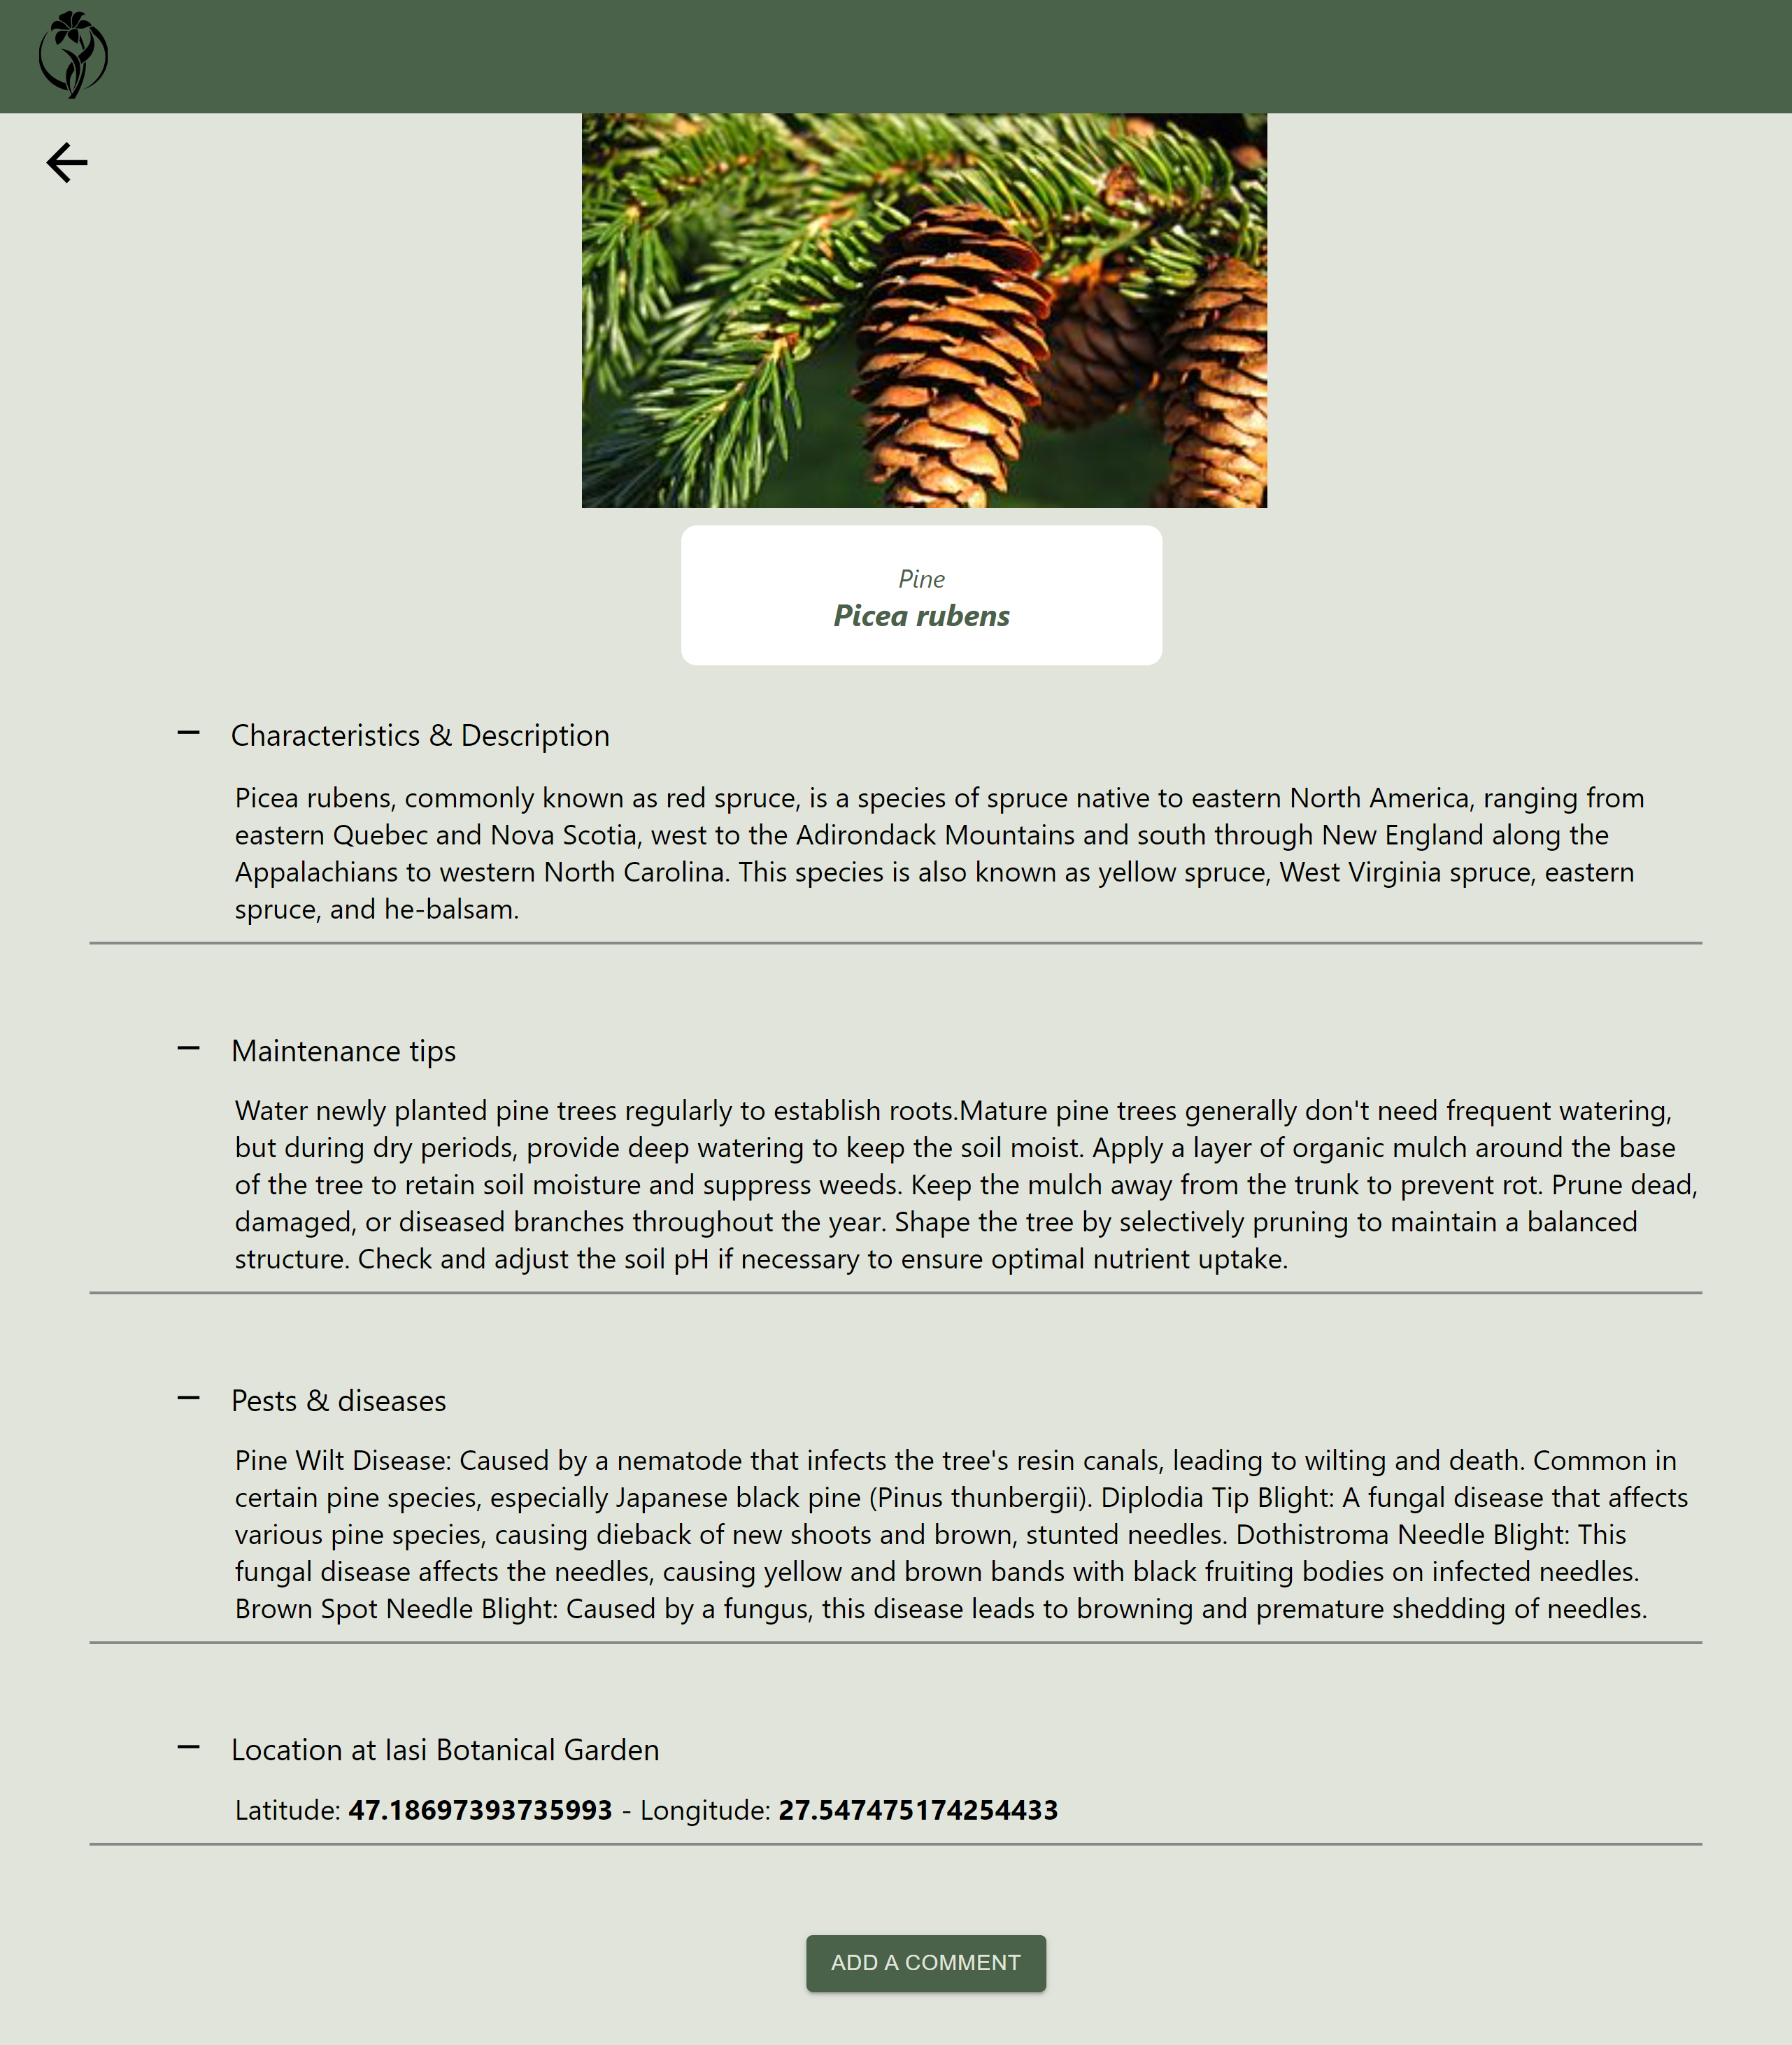 Pine
Picea rubens
Characteristics & Description
Picea rubens, commonly known as red spruce, is a species of spruce native to eastern North America, ranging from
eastern Quebec and Nova Scotia, west to the Adirondack Mountains and south through New England along the
Appalachians to western North Carolina. This species is also known as yellow spruce, West Virginia spruce, eastern
spruce, and he-balsam.
Maintenance tips
Water newly planted pine trees regularly to establish roots.Mature pine trees generally don't need frequent watering,
but during dry periods, provide deep watering to keep the soil moist. Apply a layer of organic mulch around the base
of the tree to retain soil moisture and suppress weeds. Keep the mulch away from the trunk to prevent rot. Prune dead,
damaged, or diseased branches throughout the year. Shape the tree by selectively pruning to maintain a balanced
structure. Check and adjust the soil pH if necessary to ensure optimal nutrient uptake.
Pests & diseases
Pine Wilt Disease: Caused by a nematode that infects the tree's resin canals, leading to wilting and death. Common in
certain pine species, especially Japanese black pine (Pinus thunbergii). Diplodia Tip Blight: A fungal disease that affects
various pine species, causing dieback of new shoots and brown, stunted needles. Dothistroma Needle Blight: This
fungal disease affects the needles, causing yellow and brown bands with black fruiting bodies on infected needles.
Brown Spot Needle Blight: Caused by a fungus, this disease leads to browning and premature shedding of needles.
Location at Iasi Botanical Garden
Latitude: 47.18697393735993 - Longitude: 27.547475174254433
ADD A COMMENT